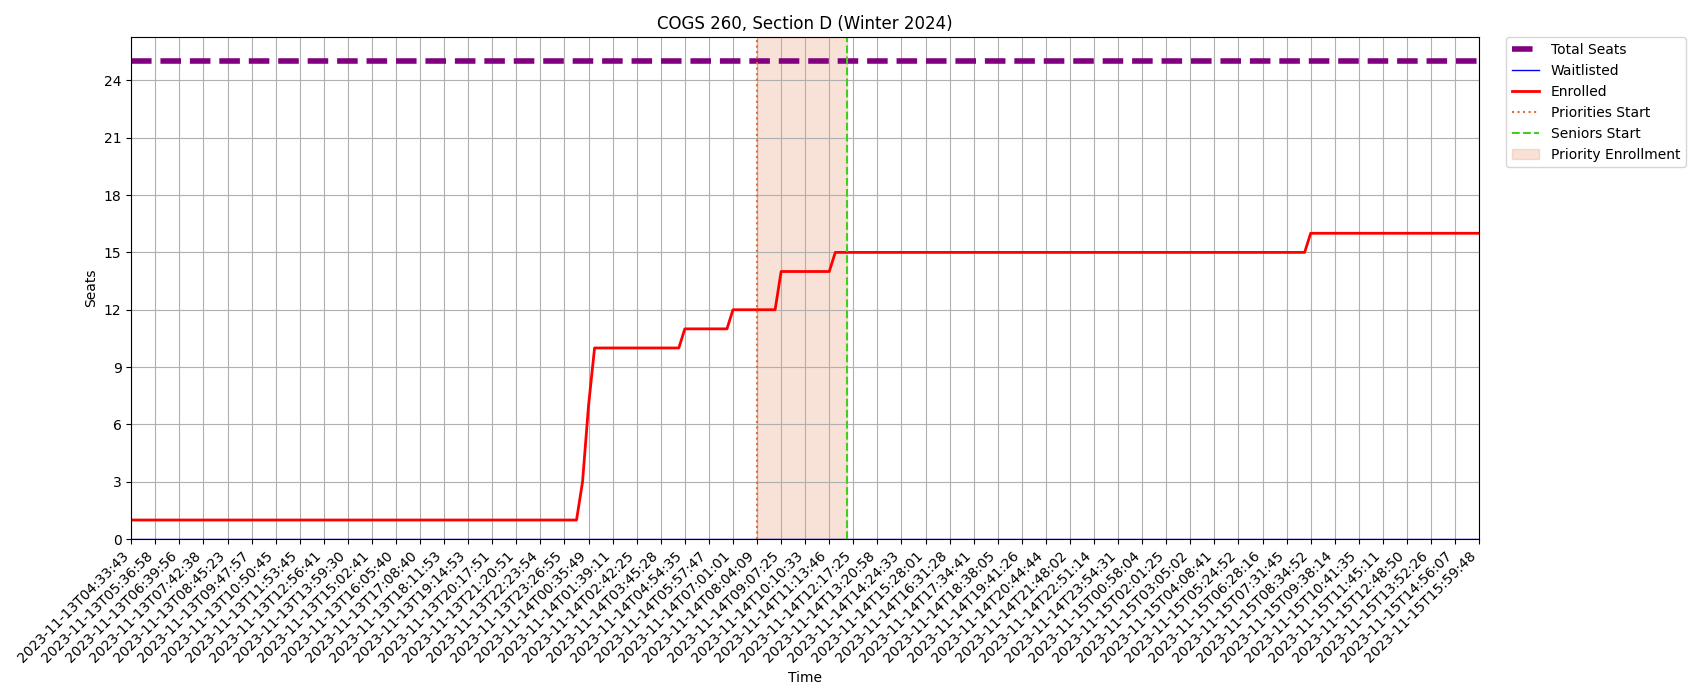 COGS 260, Section D (Winter 2024)
Total Seats
Waitlisted
Enrolled
Priorities Start
Seniors Start
Priority Enrollment
Seats
24
21
18
15
12
9
6
3
0
2023-11-13T04:33:43
2023-11-13T05:36:58
2023-11-13T06:39:56
2023-11-13T07:42:38
2023-11-13T08:45:23
2023-11-13T09:47:57
2023-11-13T10:50:45
2023-11-13T11:53:45
2023-11-13T12:56:41
2023-11-13T13:59:30
2023-11-13T15:02:41
2023-11-13T16:05:40
2023-11-13T17:08:40
2023-11-13T18:11:53
2023-11-13T19:14:53
2023-11-13T20:17:51
2023-11-13T21:20:51
2023-11-13T22:23:54
2023-11-13T23:26:55
2023-11-14T00:35:49
2023-11-14T01:39:11
2023-11-14T02:42:25
2023-11-14T03:45:28
2023-11-14T04:54:35
2023-11-14T05:57:47
2023-11-14T07:01:01
2023-11-14T08:04:09
2023-11-14T09:07:25
2023-11-14T10:10:33
2023-11-14T11:13:46
2023-11-14T12:17:25
2023-11-14T13:20:58
2023-11-14T14:24:33
2023-11-14T15:28:01
2023-11-14T16:31:28
2023-11-14T17:34:41
2023-11-14T18:38:05
2023-11-14T19:41:26
2023-11-14T20:44:44
2023-11-14T21:48:02
2023-11-14T22:51:14
2023-11-14T23:54:31
2023-11-15T00:58:04
2023-11-15T02:01:25
2023-11-15T03:05:02
2023-11-15T04:08:41
2023-11-15T05:24:52
2023-11-15T06:28:16
2023-11-15T07:31:45
2023-11-15T08:34:52
2023-11-15T09:38:14
2023-11-15T10:41:35
2023-11-15T11:45:11
2023-11-15T12:48:50
2023-11-15T13:52:26
2023-11-15T14:56:07
2023-11-15T15:59:48
Time